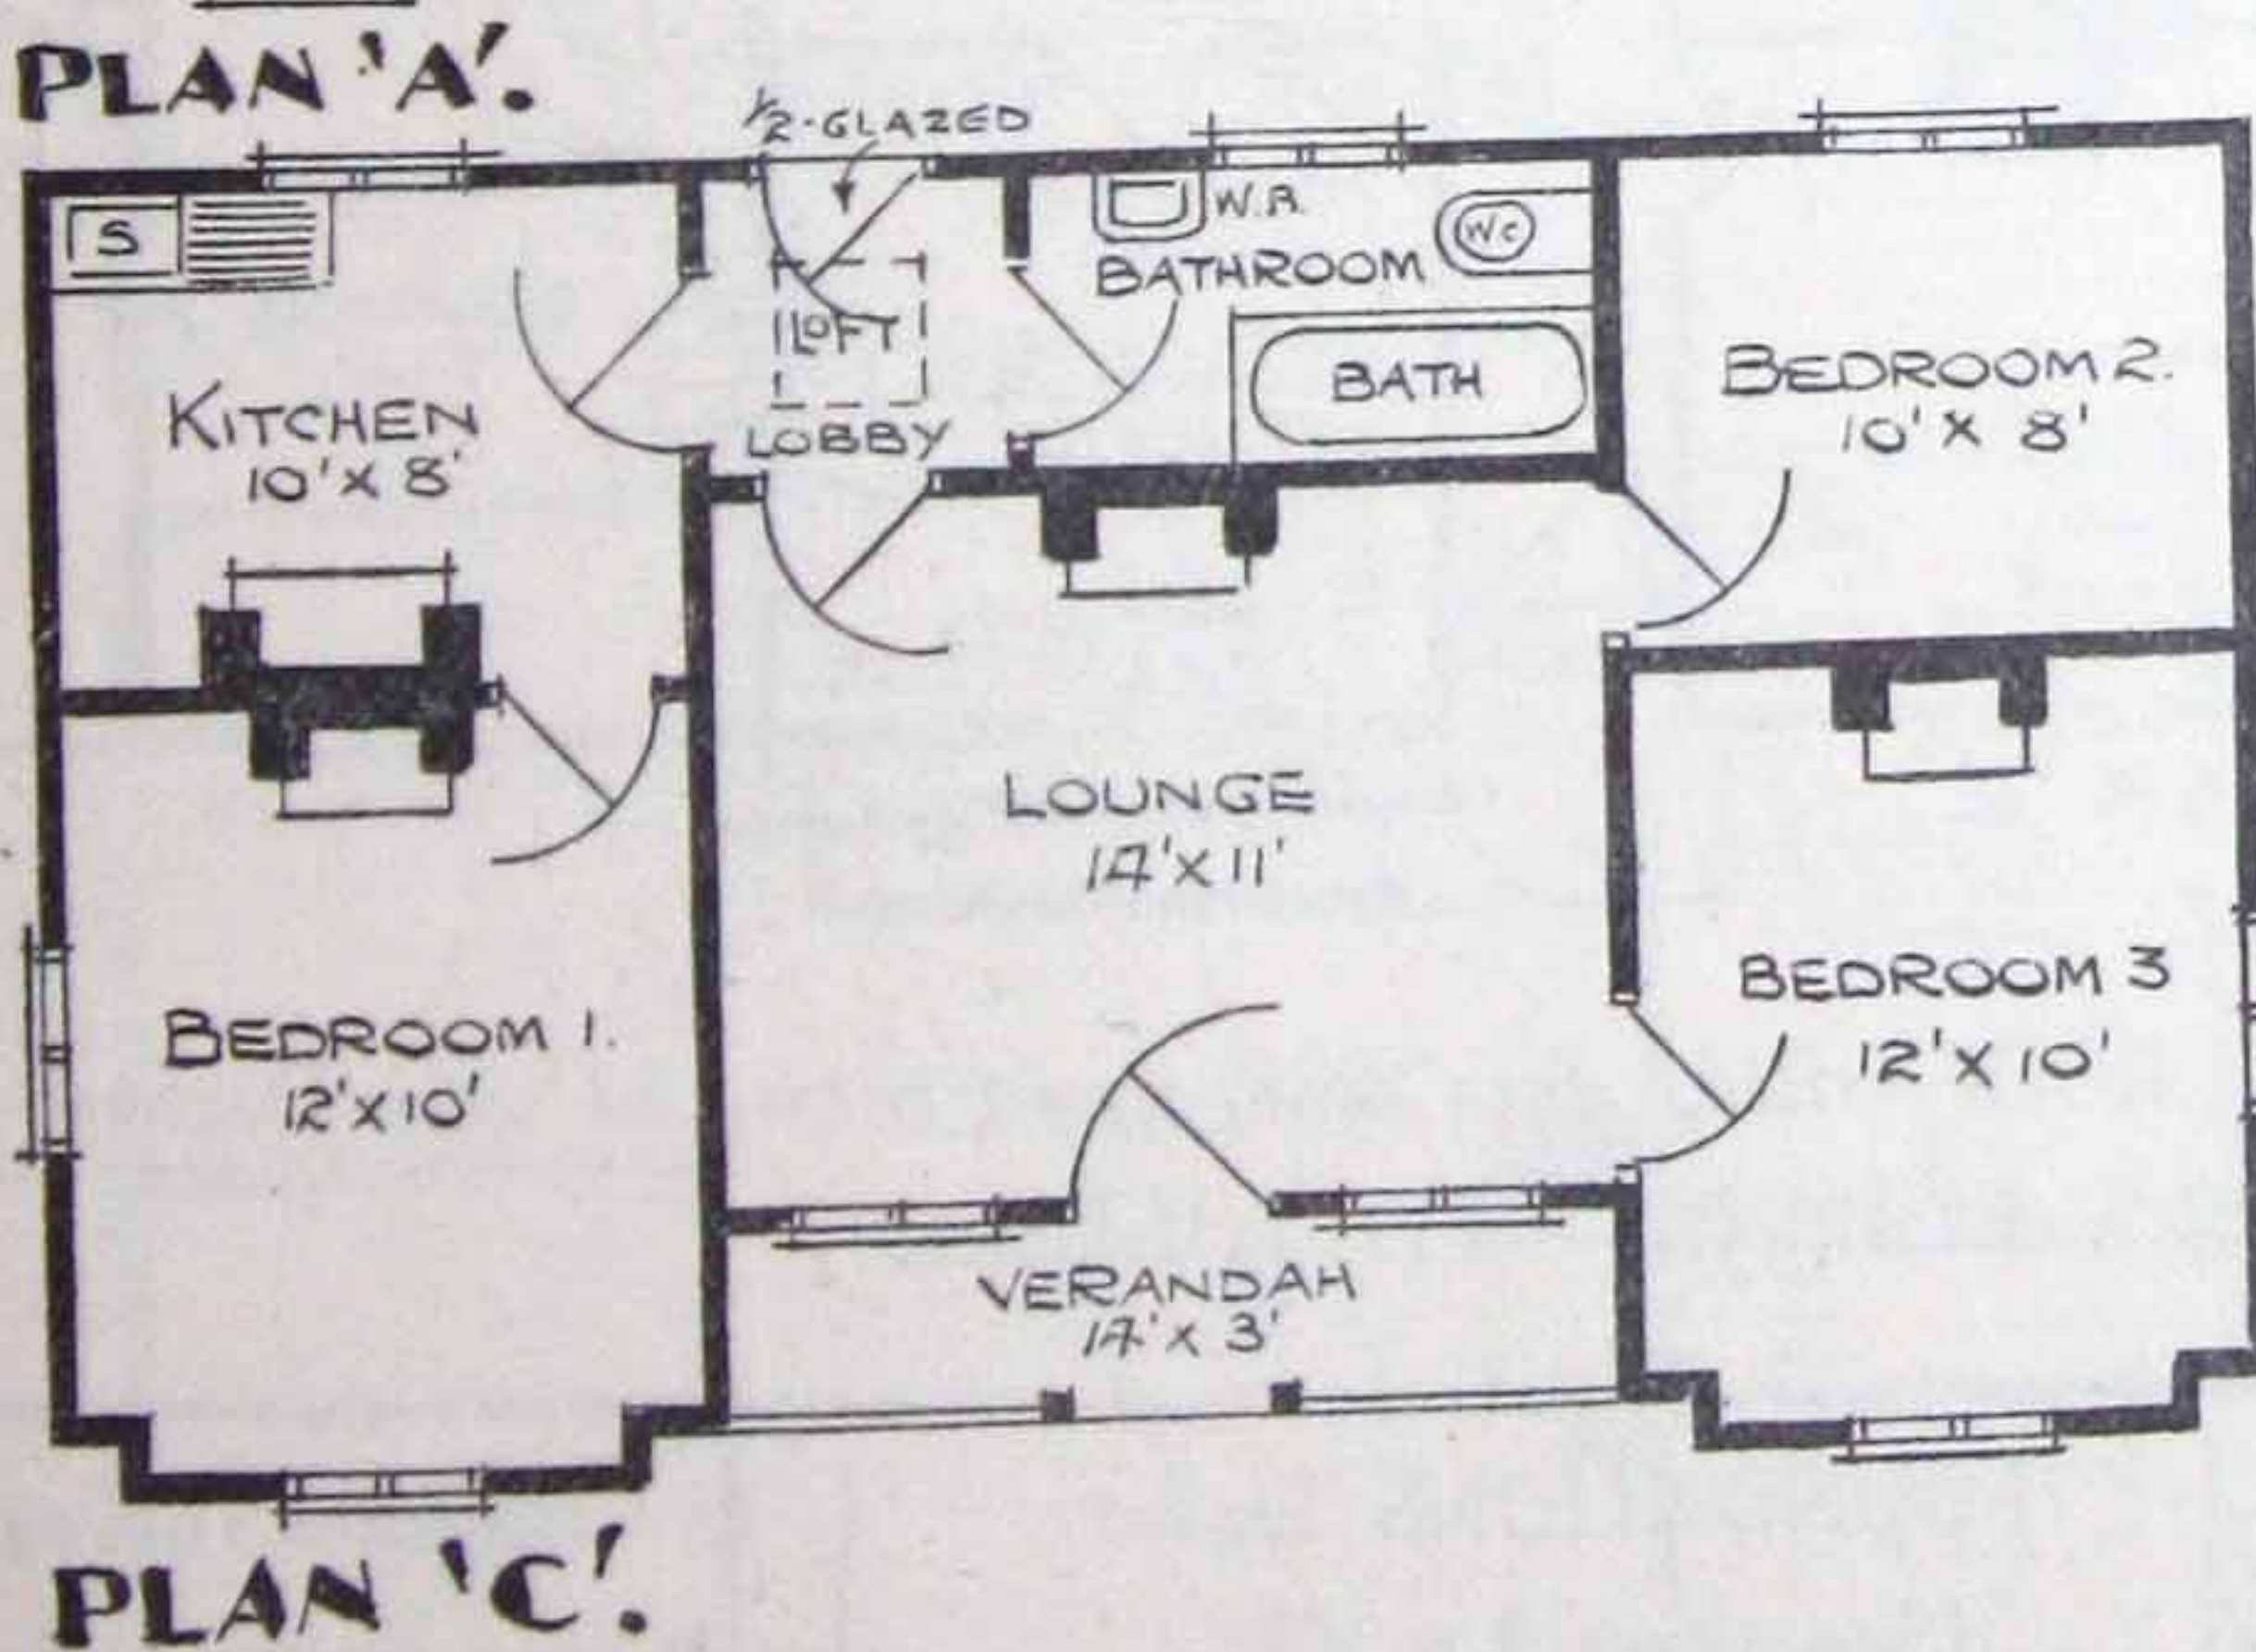 PLAN 'A'.
½·GLAZED
S
W.B.
WC
BATHROOM
LOFT
BATH
LOBBY
KITCHEN
10' X 8'
BEDROOM 2.
10' X 8'
LOUNGE
14' X 11'
BEDROOM 1.
12' X 10'
BEDROOM 3
12' X 10'
VERANDAH
14' X 3'
PLAN 'C'.